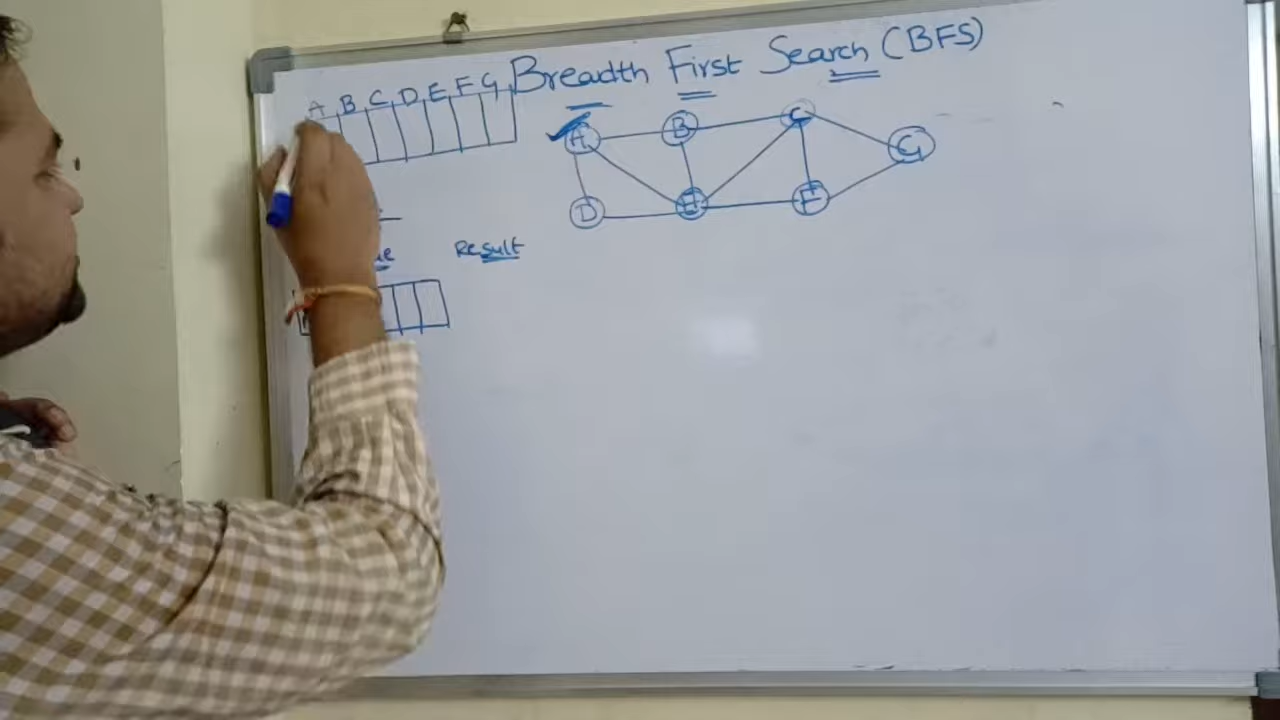 Breadth First Search (BFS)
A B C D E F G
A B C G
D E F
Result